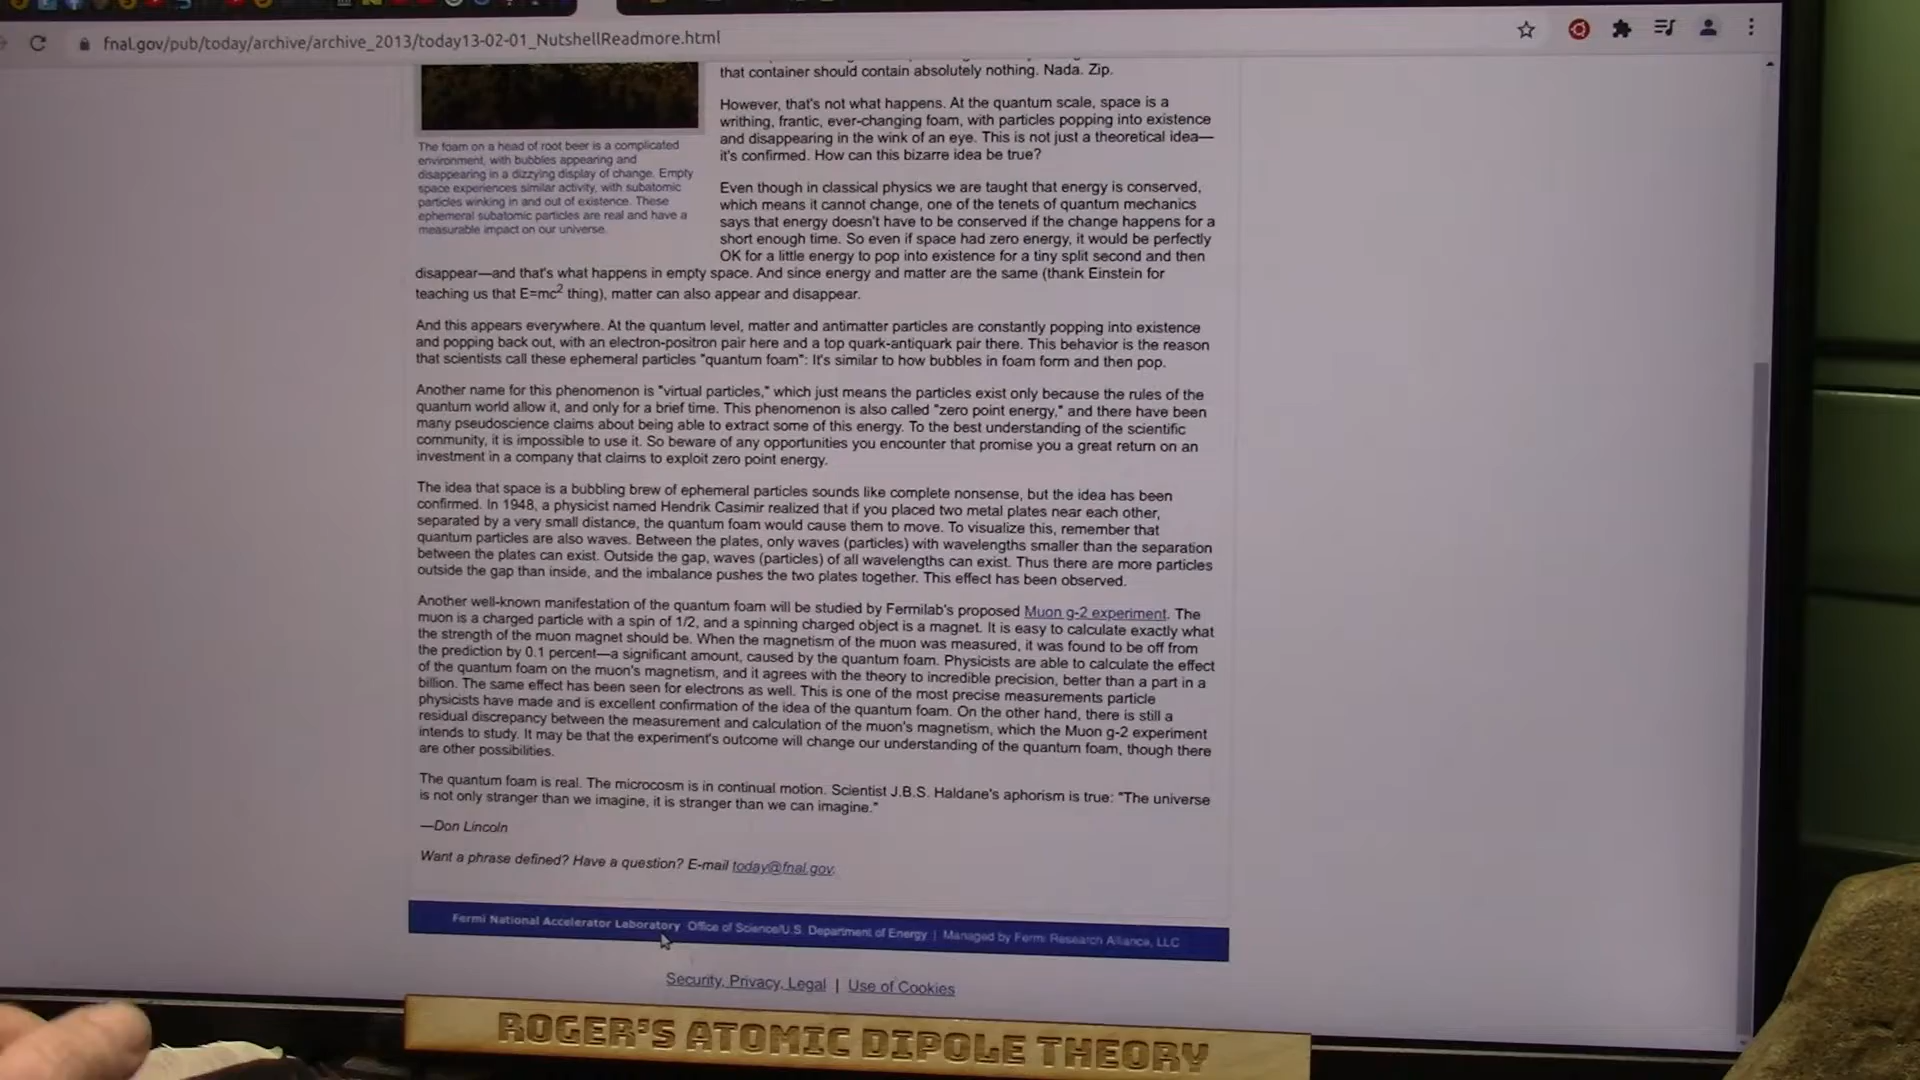 fnal.gov/pub/today/archive/archive_2013/today13-02-01_NutshellReadmore.html
that container should contain absolutely nothing. Nada. Zip.
However, that's not what happens. At the quantum scale, space is a
writhing, frantic, ever-changing foam, with particles popping into existence
and disappearing in the wink of an eye. This is not just a theoretical idea—
it's confirmed. How can this bizarre idea be true?
The foam on a head of root beer is a complicated
environment, with bubbles appearing and
disappearing in a dizzying display of change. Empty
space experiences similar activity, with subatomic
particles winking in and out of existence. These
ephemeral subatomic particles are real and have a
measurable impact on our universe.
Even though in classical physics we are taught that energy is conserved,
which means it cannot change, one of the tenets of quantum mechanics
says that energy doesn't have to be conserved if the change happens for a
short enough time. So even if space had zero energy, it would be perfectly
OK for a little energy to pop into existence for a tiny split second and then
disappear—and that's what happens in empty space. And since energy and matter are the same (thank Einstein for
teaching us that E=mc² thing), matter can also appear and disappear.
And this appears everywhere. At the quantum level, matter and antimatter particles are constantly popping into existence
and popping back out, with an electron-positron pair here and a top quark-antiquark pair there. This behavior is the reason
that scientists call these ephemeral particles "quantum foam": It's similar to how bubbles in foam form and then pop.
Another name for this phenomenon is "virtual particles," which just means the particles exist only because the rules of the
quantum world allow it, and only for a brief time. This phenomenon is also called "zero point energy," and there have been
many pseudoscience claims about being able to extract some of this energy. To the best understanding of the scientific
community, it is impossible to use it. So beware of any opportunities you encounter that promise you a great return on an
investment in a company that claims to exploit zero point energy.
The idea that space is a bubbling brew of ephemeral particles sounds like complete nonsense, but the idea has been
confirmed. In 1948, a physicist named Hendrik Casimir realized that if you placed two metal plates near each other,
separated by a very small distance, the quantum foam would cause them to move. To visualize this, remember that
quantum particles are also waves. Between the plates, only waves (particles) with wavelengths smaller than the separation
between the plates can exist. Outside the gap, waves (particles) of all wavelengths can exist. Thus there are more particles
outside the gap than inside, and the imbalance pushes the two plates together. This effect has been observed.
Another well-known manifestation of the quantum foam will be studied by Fermilab's proposed Muon g-2 experiment. The
muon is a charged particle with a spin of 1/2, and a spinning charged object is a magnet. It is easy to calculate exactly what
the strength of the muon magnet should be. When the magnetism of the muon was measured, it was found to be off from
the prediction by 0.1 percent—a significant amount, caused by the quantum foam. Physicists are able to calculate the effect
of the quantum foam on the muon's magnetism, and it agrees with the theory to incredible precision, better than a part in a
billion. The same effect has been seen for electrons as well. This is one of the most precise measurements particle
physicists have made and is excellent confirmation of the idea of the quantum foam. On the other hand, there is still a
residual discrepancy between the measurement and calculation of the muon's magnetism, which the Muon g-2 experiment
intends to study. It may be that the experiment's outcome will change our understanding of the quantum foam, though there
are other possibilities.
The quantum foam is real. The microcosm is in continual motion. Scientist J.B.S. Haldane's aphorism is true: "The universe
is not only stranger than we imagine, it is stranger than we can imagine."
—Don Lincoln
Want a phrase defined? Have a question? E-mail today@fnal.gov.
Fermi National Accelerator Laboratory Office of Science/U.S. Department of Energy | Managed by Fermi Research Alliance, LLC
Security, Privacy, Legal | Use of Cookies
ROGER'S ATOMIC DIPOLE THEORY